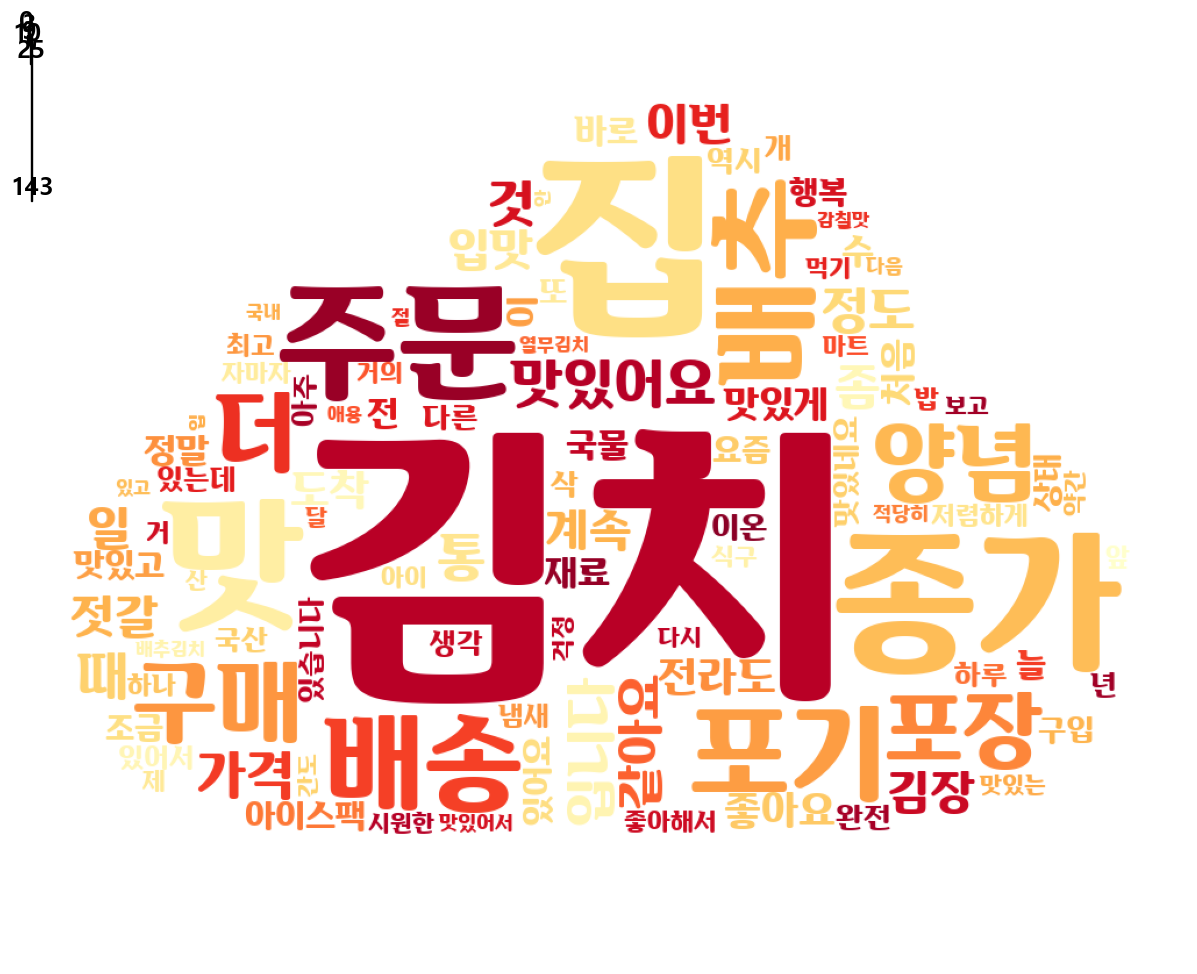 25
143
바로
이번
역시
개
집
배추
것
안
행복
감칠맛
입맛
수
먹기
다음
또
정도
국내
주문
절
이
최고
열무김치
마트
처음
자마자
거의
맛있어요
좀
아주
더
애용
전
다른
맛있게
밥
보고
입
정말
국물
요즘
맛있네요
양념
상태
약간
있는데
있고
도착
삭
김치
맛
달
일
거
계속
이온
적당히
저렴하게
맛있고
산
아이
통
재료
식구
종가
앞
젓갈
국산
있습니다
생각
걱정
다시
배추김치
때
하나
구매
전라도
하루
늘
년
조금
배송
냄새
입니다
같아요
포기
포장
구입
있어서
제
가격
간도
있어요
김장
맛있는
아이스팩
시원한
맛있어서
좋아해서
좋아요
완전